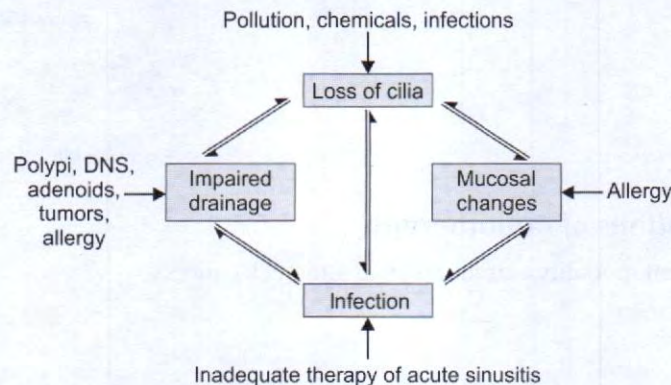 Pollution, chemicals, infections
Loss of cilia
Polypi, DNS,
adenoids,
tumors,
allergy
Impaired
drainage
Mucosal
changes
Allergy
Infection
Inadequate therapy of acute sinusitis